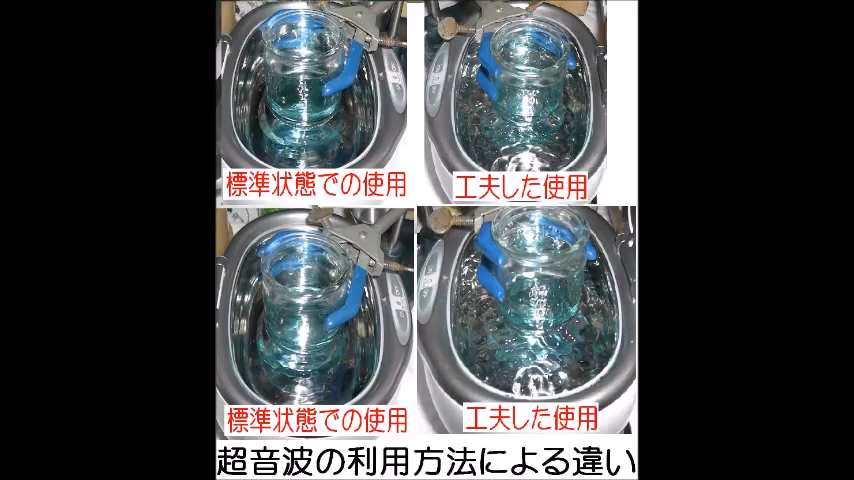 標準状態での使用
工夫した使用
標準状態での使用
工夫した使用
超音波の利用方法による違い